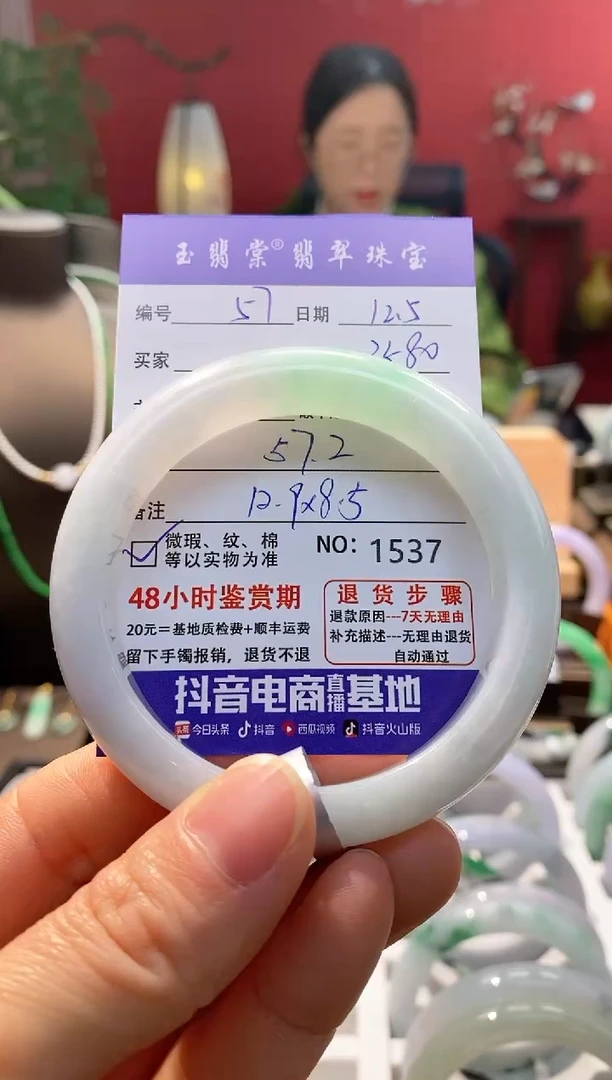 玉翡棠®翡翠珠宝
编号 57 日期 12.5
买家
57.2
备注 12.9x8.5
微瑕、纹、棉
等以实物为准
NO: 1537
48小时鉴赏期
20元=基地质检费+顺丰运费
留下手镯报销，退货不退
退货步骤
退款原因---7天无理由
补充描述---无理由退货
自动通过
抖音电商直播基地
头条 今日头条 抖音 西瓜视频 抖音火山版